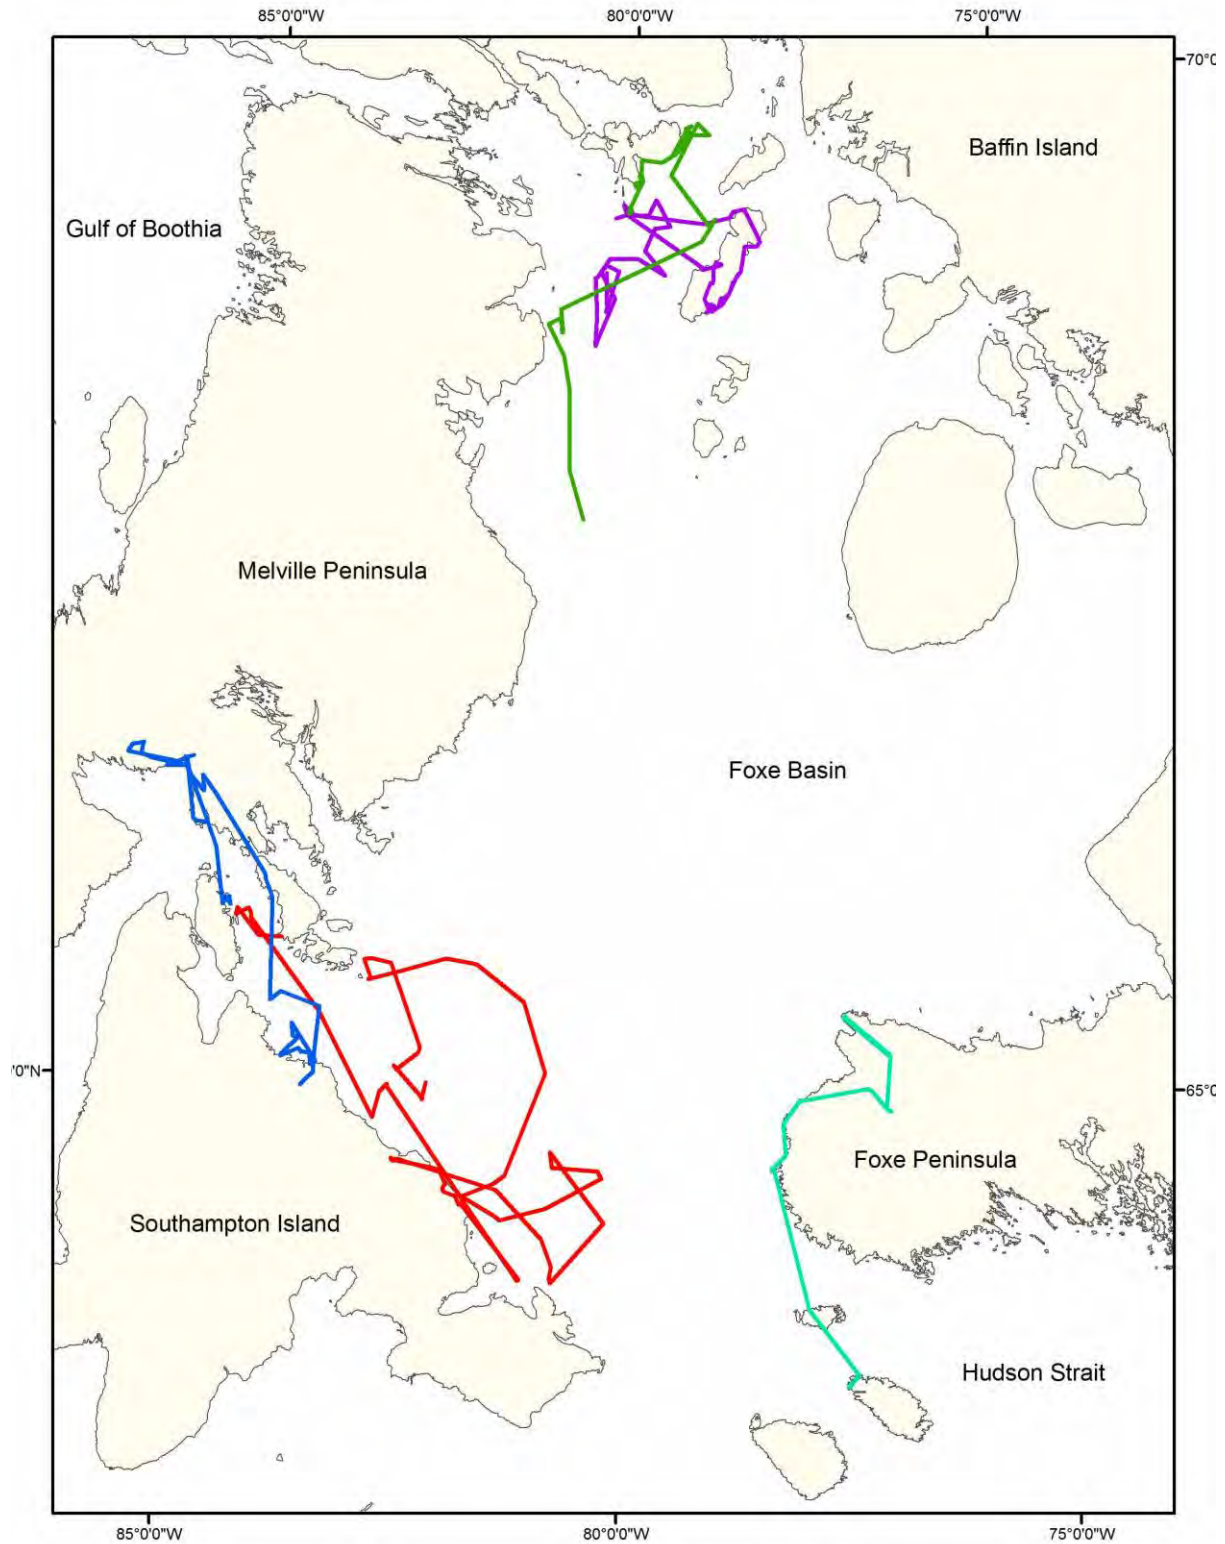 85°0'0"W 80°0'0"W 75°0'0"W
70°0
Baffin Island
Gulf of Boothia
Melville Peninsula
Foxe Basin
'0"N
65°0
Foxe Peninsula
Southampton Island
Hudson Strait
85°0'0"W 80°0'0"W 75°0'0"W